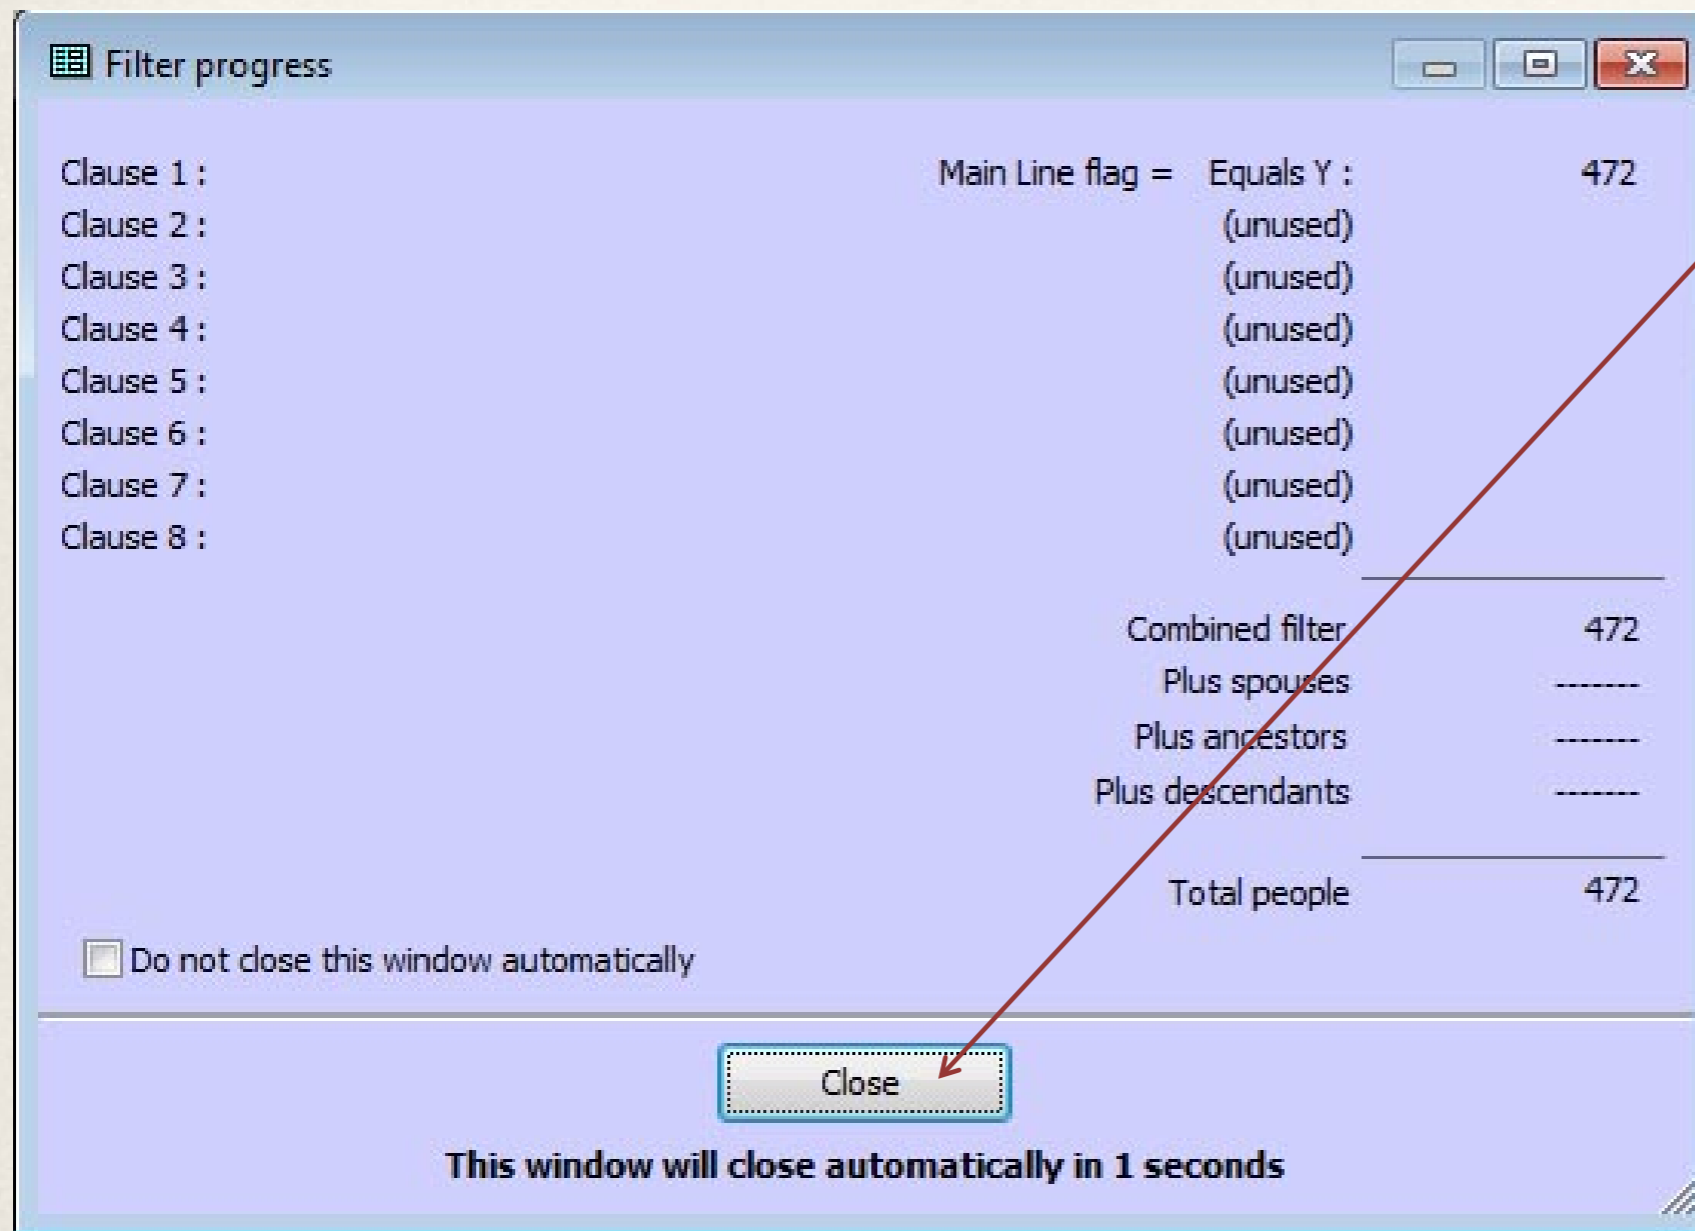 Filter progress
Clause 1 : Main Line flag = Equals Y : 472
Clause 2 : (unused)
Clause 3 : (unused)
Clause 4 : (unused)
Clause 5 : (unused)
Clause 6 : (unused)
Clause 7 : (unused)
Clause 8 : (unused)
Combined filter 472
Plus spouses -------
Plus ancestors -------
Plus descendants -------
Total people 472
Do not close this window automatically
Close
This window will close automatically in 1 seconds